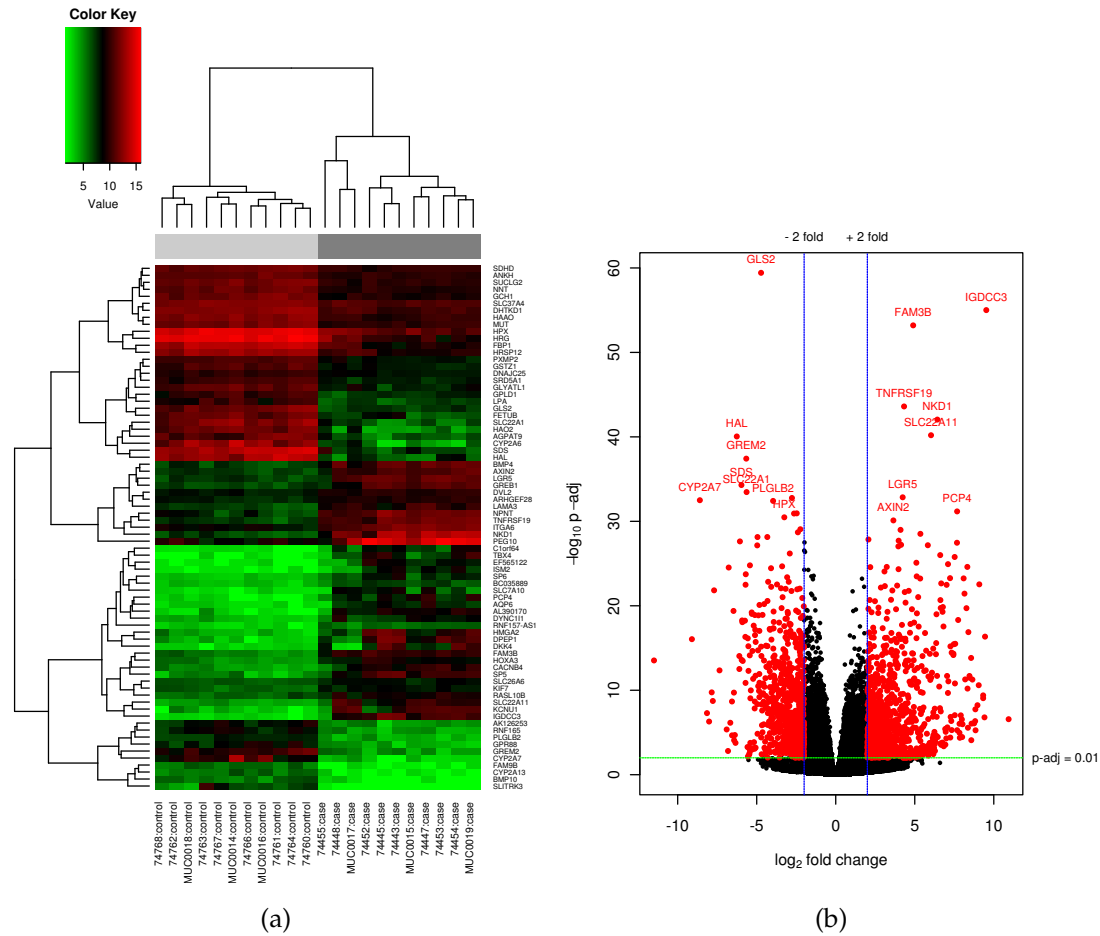 Color Key
5 10 15
Value
SDHD
ANKH
SUCLG2
NNT
GCH1
SLC37A4
DHTKD1
HAAO
MUT
HPX
HRG
FBP1
HRSP12
PXMP2
GSTZ1
DNAJC25
SRD5A1
GLYATL1
GPLD1
LPA
GLS2
FETUB
SLC22A1
HAO2
AGPAT9
CYP2A6
SDS
HAL
BMP4
AXIN2
LGR5
GREB1
DVL2
ARHGEF28
LAMA3
NPNT
TNFRSF19
ITGA6
NKD1
PEG10
C1orf64
TBX4
EF565122
ISM2
SP6
BC035889
SLC7A10
PCP4
AQP6
AL390170
DYNC1I1
RNF157-AS1
HMGA2
DPEP1
DKK4
FAM3B
HOXA3
CACNB4
SP5
SLC26A6
KIF7
RASL10B
SLC22A11
KCNU1
IGDCC3
AK126253
RNF165
PLGLB2
GPR88
GREM2
CYP2A7
FAM9B
CYP2A13
BMP10
SLITRK3
74768:control
74762:control
MUC0018:control
74763:control
74767:control
MUC0014:control
74766:control
MUC0016:control
74761:control
74764:control
74760:control
74455:case
74448:case
MUC0017:case
74452:case
74445:case
74443:case
MUC0015:case
74447:case
74453:case
74454:case
MUC0019:case
(a)
- 2 fold + 2 fold
GLS2
IGDCC3
FAM3B
TNFRSF19
NKD1
SLC22A11
HAL
GREM2
SDS
SLC22A1
CYP2A7
PLGLB2
LGR5
PCP4
HPX
AXIN2
60
50
40
30
20
10
0
-log10 p-adj
p-adj = 0.01
-10 -5 0 5 10
log2 fold change
(b)